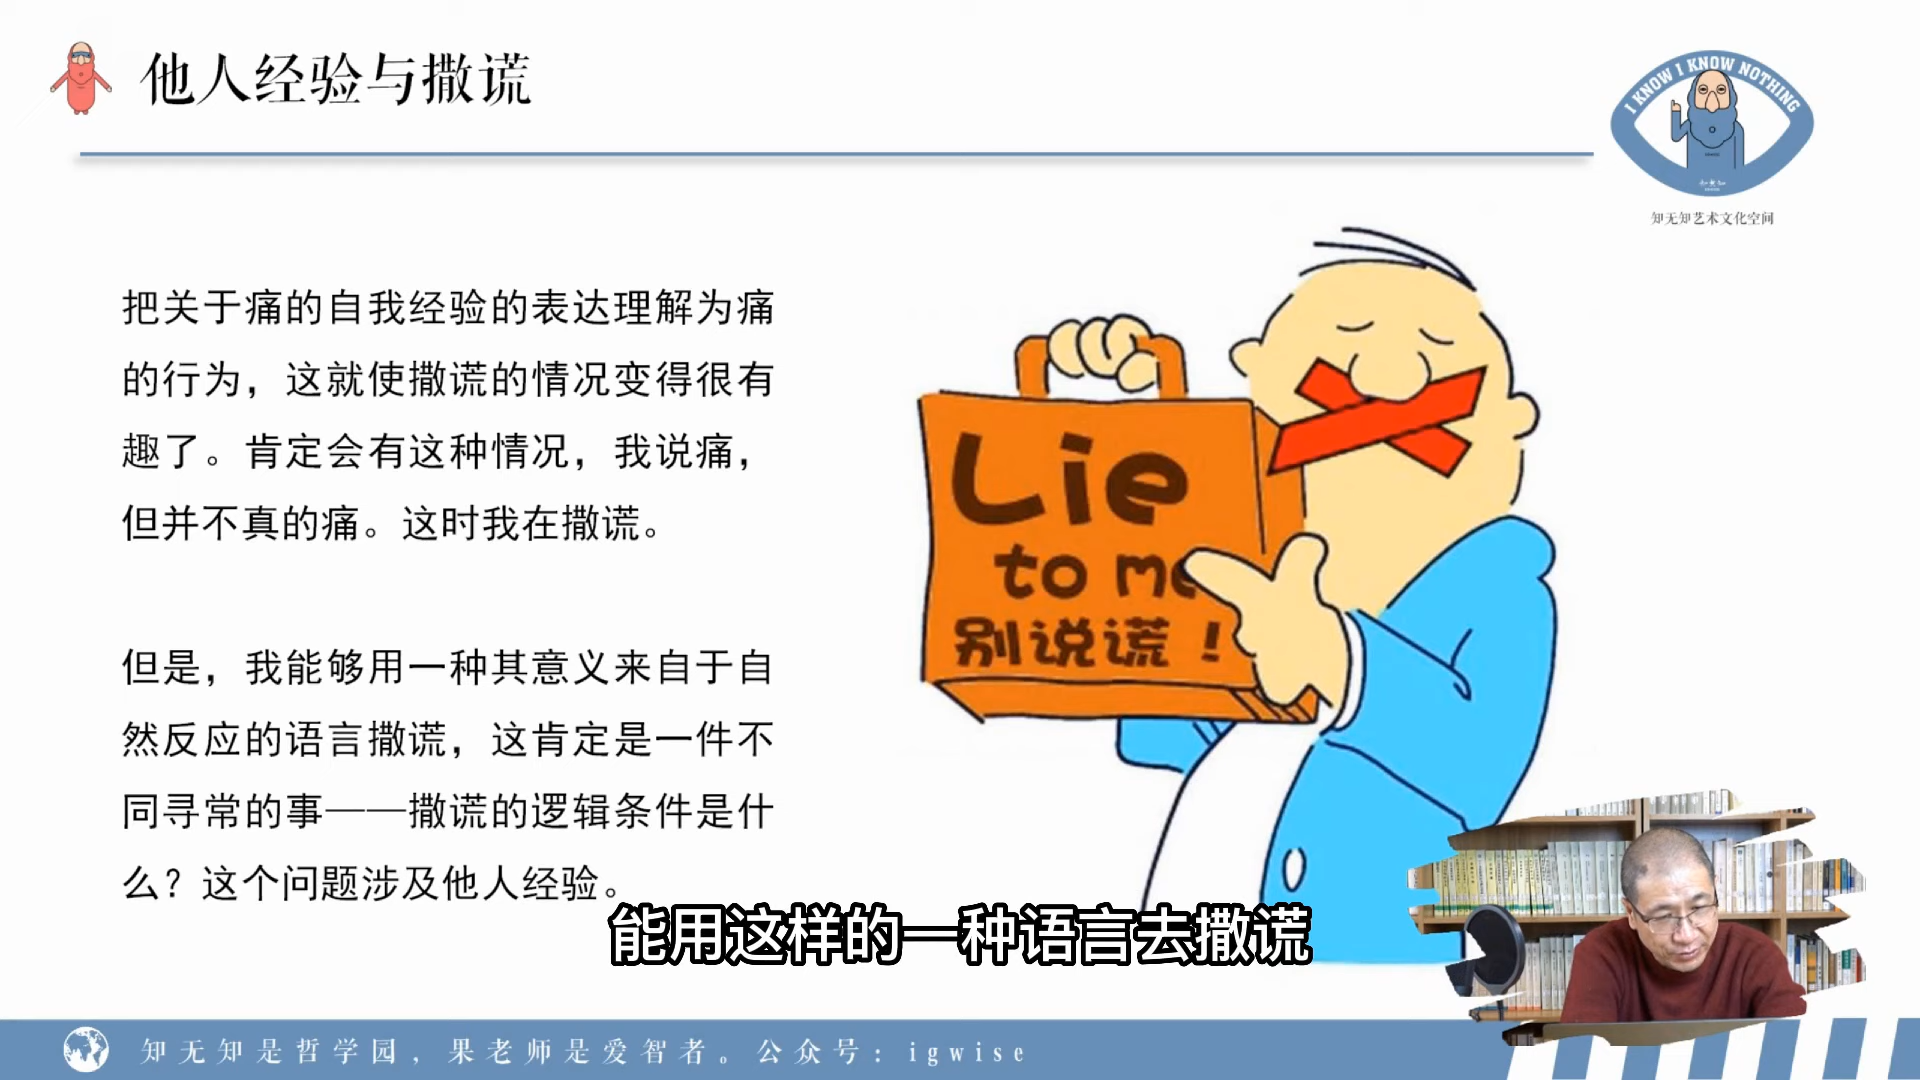 他人经验与撒谎
I KNOW I KNOW NOTHING
知无知艺术文化空间
把关于痛的自我经验的表达理解为痛
的行为，这就使撒谎的情况变得很有
趣了。肯定会有这种情况，我说痛，
但并不真的痛。这时我在撒谎。
但是，我能够用一种其意义来自于自
然反应的语言撒谎，这肯定是一件不
同寻常的事——撒谎的逻辑条件是什
么？这个问题涉及他人经验。
Lie
to me
别说谎！
能用这样的一种语言去撒谎
知无知是哲学园，果老师是爱智者。公众号：igwise